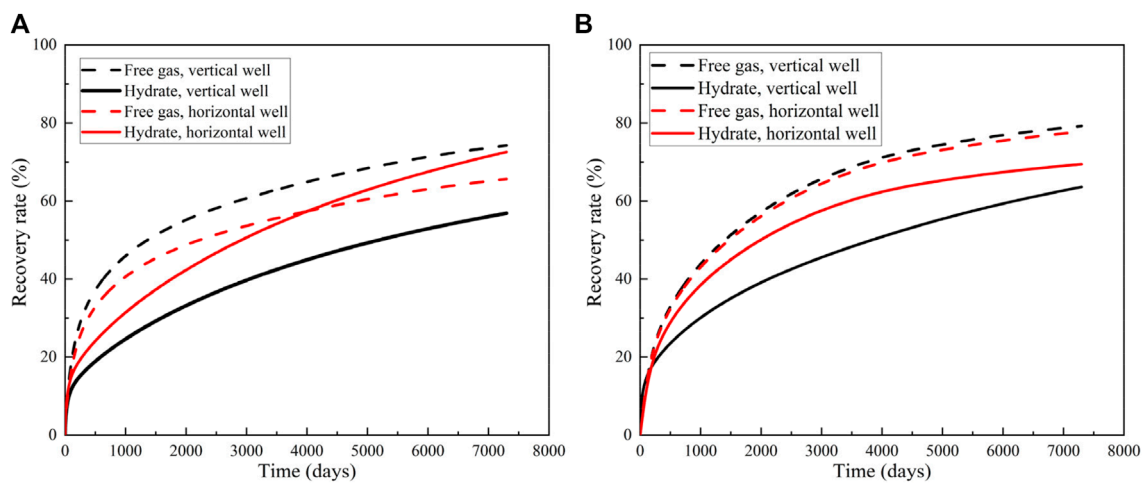 A
Recovery rate (%)
100
80
60
40
20
0
Free gas, vertical well
Hydrate, vertical well
Free gas, horizontal well
Hydrate, horizontal well
0 1000 2000 3000 4000 5000 6000 7000 8000
Time (days)
B
Recovery rate (%)
100
80
60
40
20
0
Free gas, vertical well
Hydrate, vertical well
Free gas, horizontal well
Hydrate, horizontal well
0 1000 2000 3000 4000 5000 6000 7000 8000
Time (days)